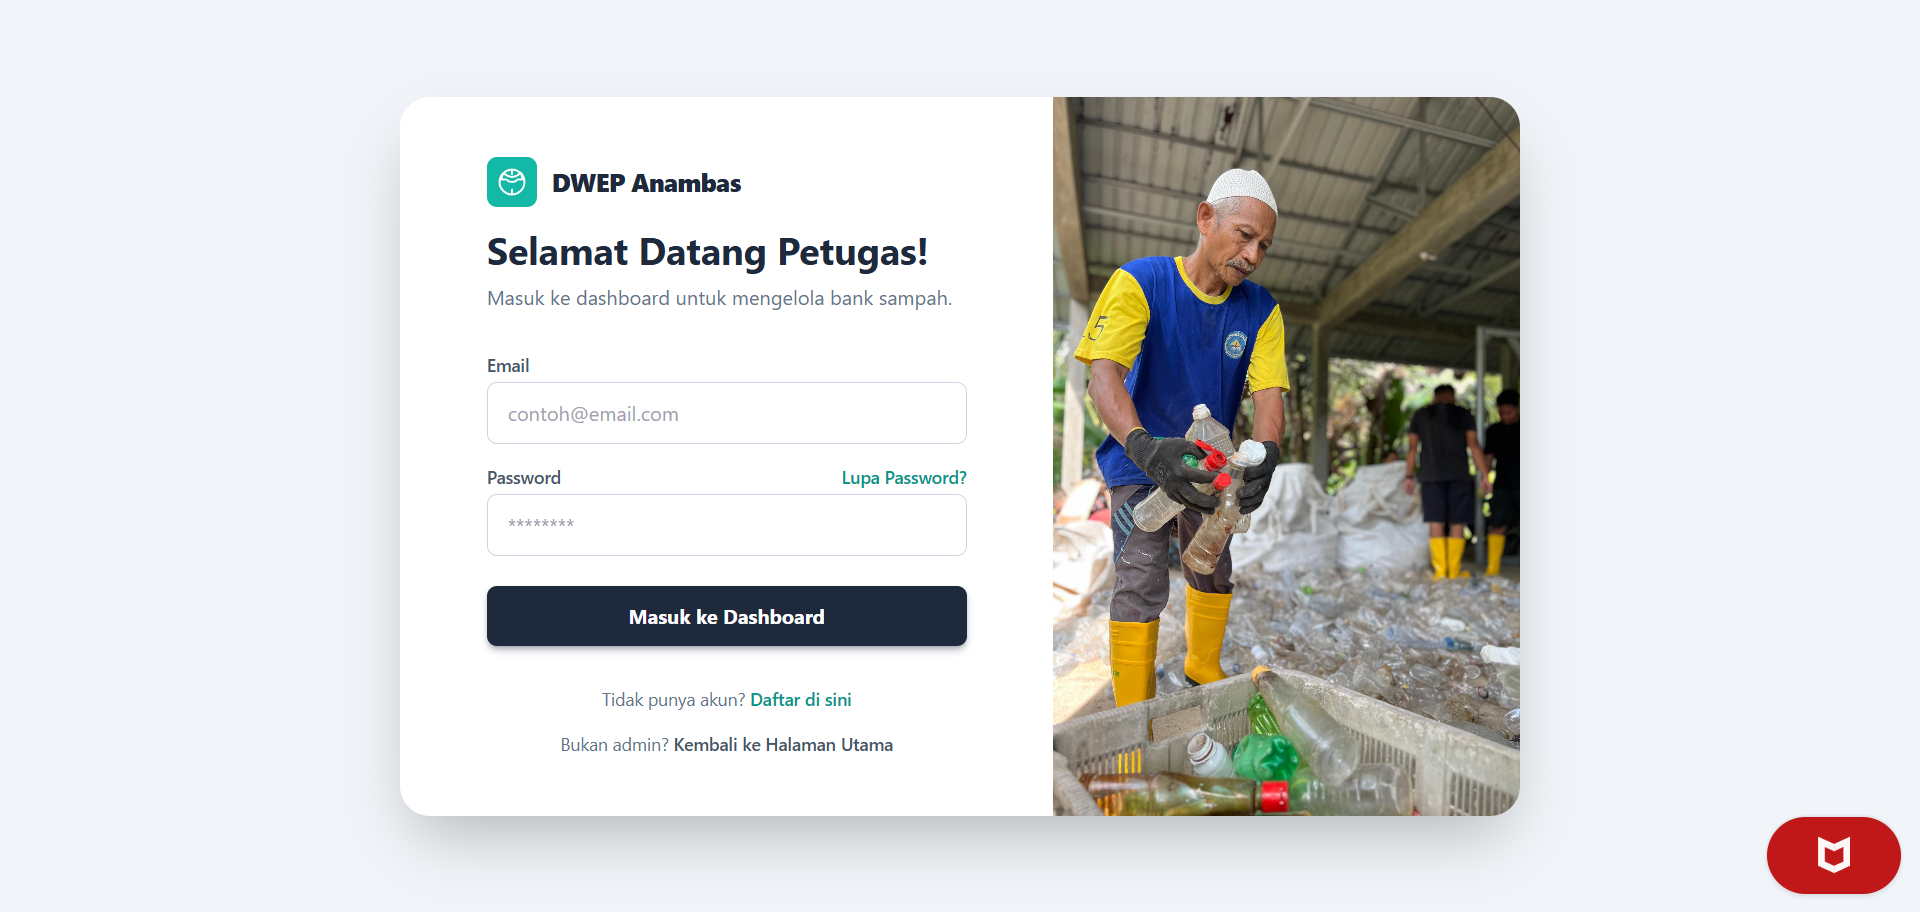 DWEP Anambas
Selamat Datang Petugas!
Masuk ke dashboard untuk mengelola bank sampah.
Email
contoh@email.com
Password Lupa Password?
********
Masuk ke Dashboard
Tidak punya akun? Daftar di sini
Bukan admin? Kembali ke Halaman Utama
5